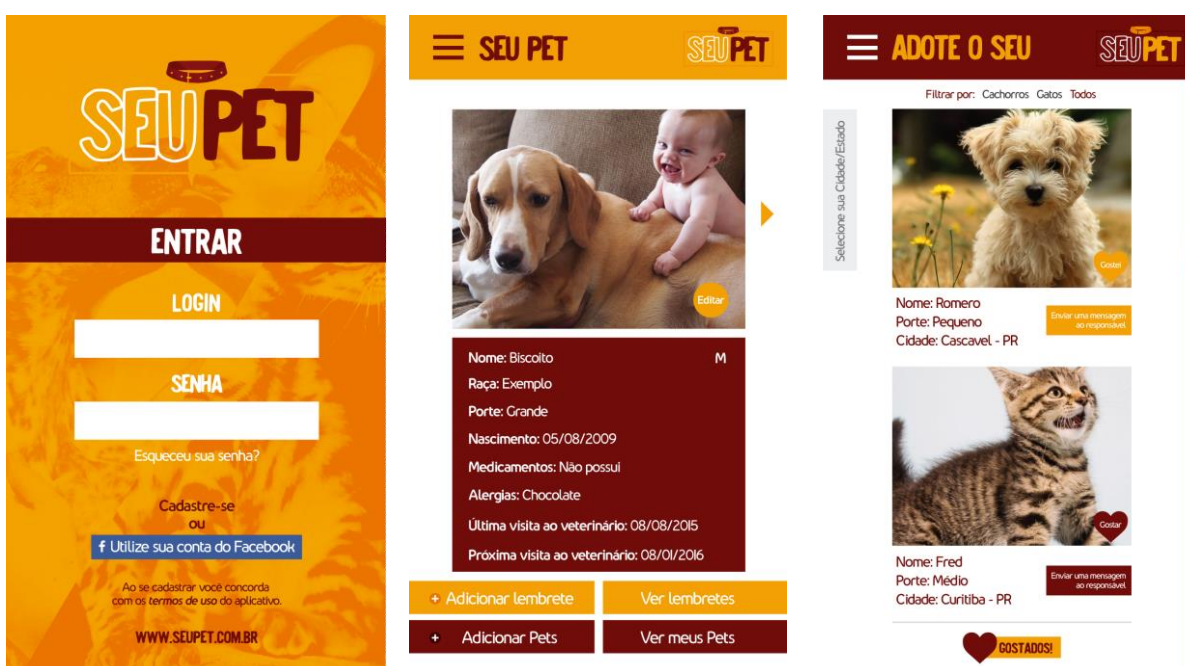 SEUPET
ENTRAR
LOGIN
SENHA
Esqueceu sua senha?
Cadastre-se
ou
f Utilize sua conta do Facebook
Ao se cadastrar você concorda
com os termos de uso do aplicativo.
WWW.SEUPET.COM.BR
SEU PET
SEUPET
Editar
Nome: Biscoito M
Raça: Exemplo
Porte: Grande
Nascimento: 05/08/2009
Medicamentos: Não possui
Alergias: Chocolate
Última visita ao veterinário: 08/08/2015
Próxima visita ao veterinário: 08/01/2016
+ Adicionar lembrete
Ver lembretes
+ Adicionar Pets
Ver meus Pets
ADOTE O SEU
SEUPET
Filtrar por: Cachorros Gatos Todos
Selecione sua Cidade/Estado
Gostei
Nome: Romero
Porte: Pequeno
Cidade: Cascavel - PR
Enviar uma mensagem
ao responsável
Gostar
Nome: Fred
Porte: Médio
Cidade: Curitiba - PR
Enviar uma mensagem
ao responsável
GOSTADOS!